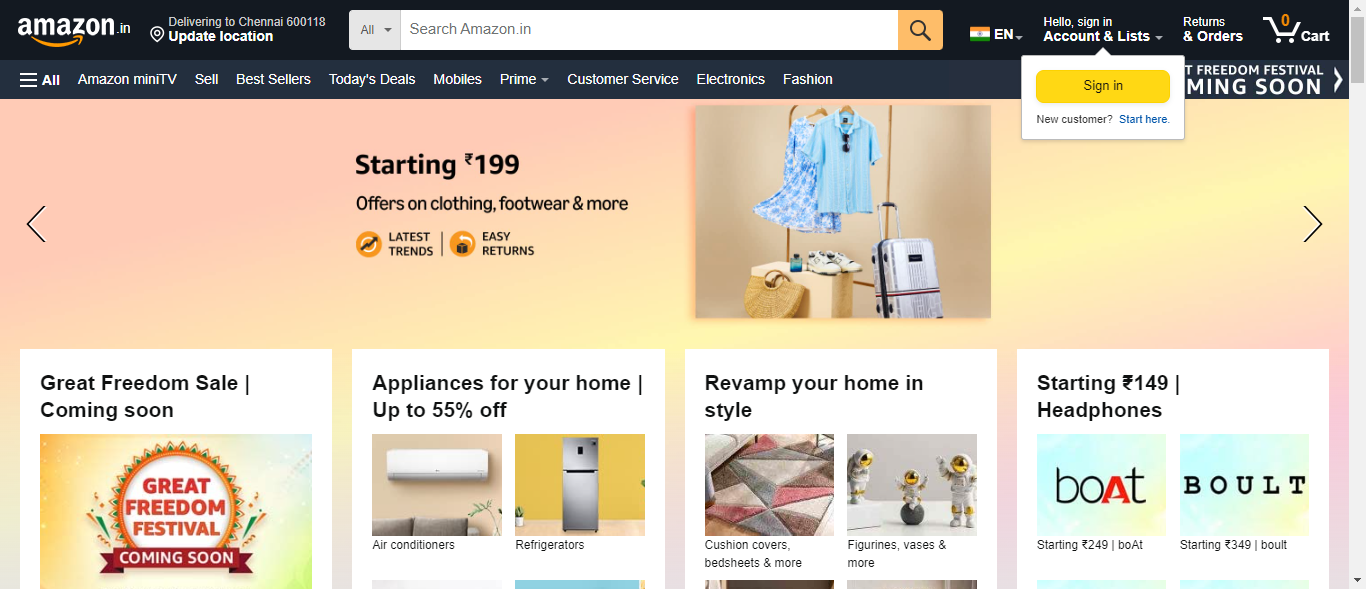 amazon.in
Delivering to Chennai 600118
Update location
All
Search Amazon.in
EN
Hello, sign in
Account & Lists
Returns
& Orders
0
Cart
All
Amazon miniTV
Sell
Best Sellers
Today's Deals
Mobiles
Prime
Customer Service
Electronics
Fashion
T FREEDOM FESTIVAL
MING SOON
Sign in
New customer? Start here.
Starting ₹199
Offers on clothing, footwear & more
LATEST
TRENDS
EASY
RETURNS
Great Freedom Sale |
Coming soon
GREAT
FREEDOM
FESTIVAL
COMING SOON
Appliances for your home |
Up to 55% off
Air conditioners
Refrigerators
Revamp your home in
style
Cushion covers,
bedsheets & more
Figurines, vases &
more
Starting ₹149 |
Headphones
boAt
BOULT
Starting ₹249 | boAt
Starting ₹349 | boult